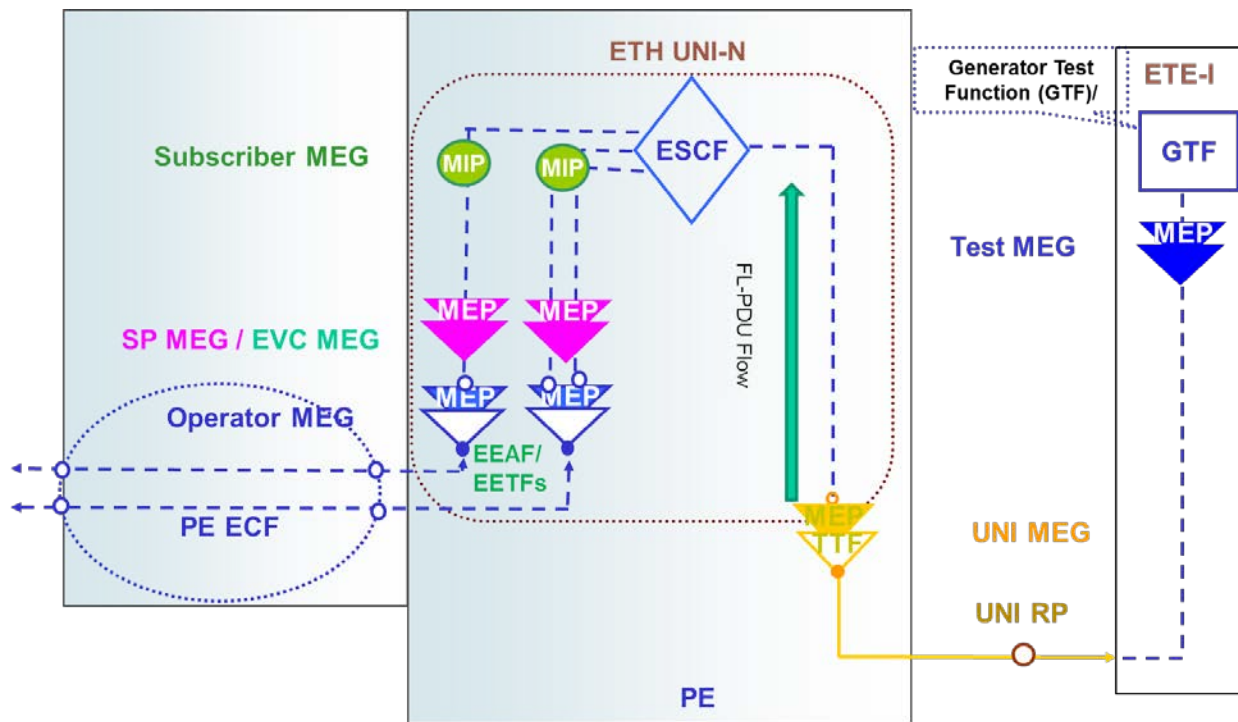 ETH UNI-N
Generator Test
Function (GTF)/
ETE-I
Subscriber MEG
MIP
MIP
ESCF
GTF
MEP
Test MEG
FL-PDU Flow
MEP
MEP
SP MEG / EVC MEG
MEP
MEP
Operator MEG
EEAF/
EETFs
PE ECF
MEP
TTF
UNI MEG
UNI RP
PE